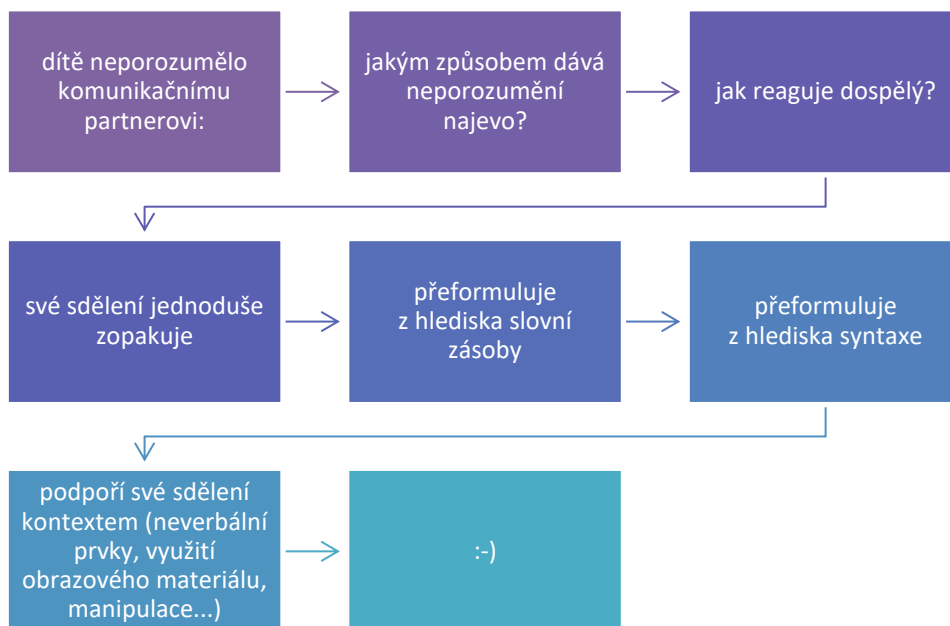 dítě neporozumělo
komunikačnímu
partnerovi:
jakým způsobem dává
neporozumění
najevo?
jak reaguje dospělý?
své sdělení jednoduše
zopakuje
přeformuluje
z hlediska slovní
zásoby
přeformuluje
z hlediska syntaxe
podpoří své sdělení
kontextem (neverbální
prvky, využití
obrazového materiálu,
manipulace...)
:-)